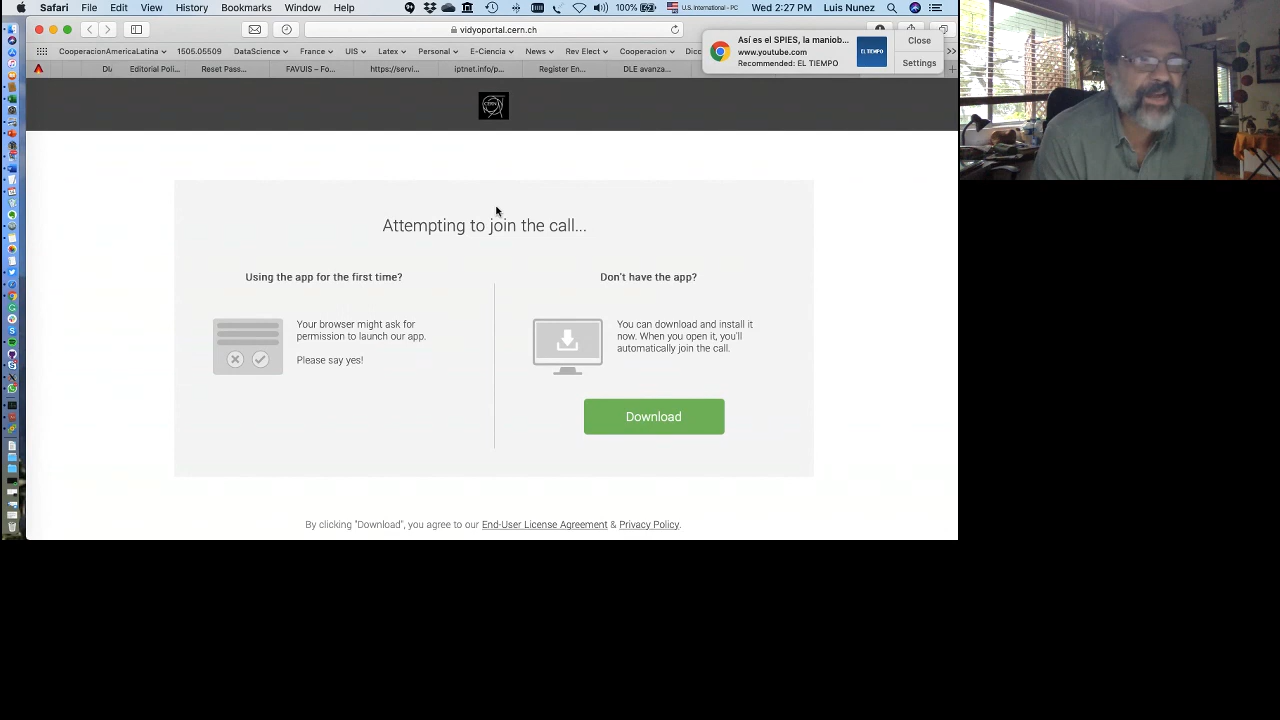 Safari File Edit View History Bookmarks Window Help 100% U.S. International - PC Wed 2:27 PM Luis Nunez
vidyoportal.cern.ch
CooperacionAmericaLatina 1505.05509 UIS Latex Personal E-Ciencia News Rev Elect Cooperacion
Editorial Poli... Reset Pass... https://servi... iptnet.info/p... Register En... DLE avanza...
Así es el SPIES, la maniob...
www.youtube.com
Recommended: EL TIEMPO
EL TIEMPO
Close
Settings
CERN
Attempting to join the call...
Using the app for the first time?
Your browser might ask for
permission to launch our app.
Please say yes!
Don't have the app?
You can download and install it
now. When you open it, you'll
automatically join the call.
Download
By clicking "Download", you agree to our End-User License Agreement & Privacy Policy.